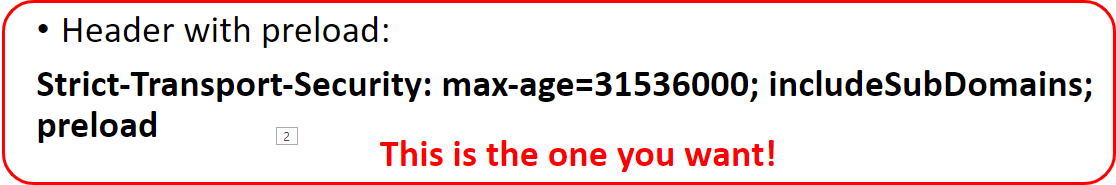 • Header with preload:
Strict-Transport-Security: max-age=31536000; includeSubDomains;
preload
2
This is the one you want!